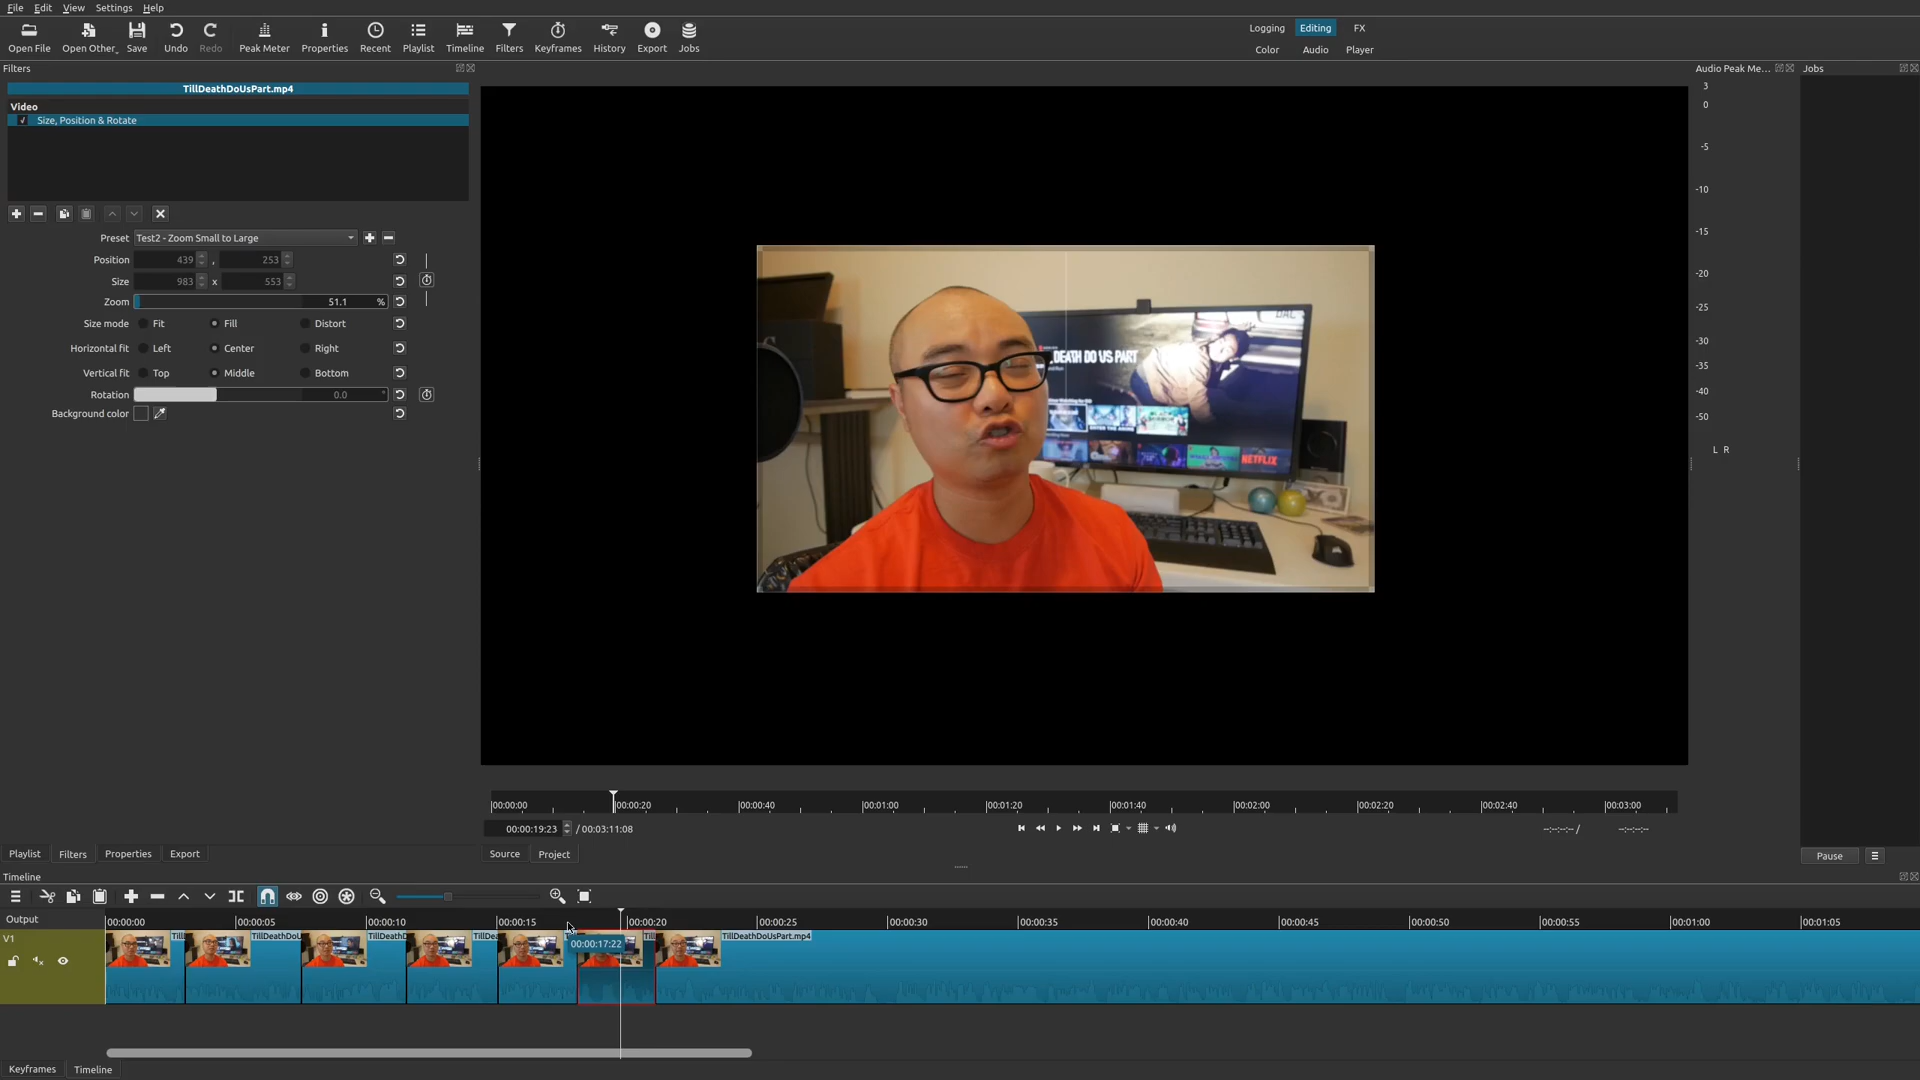 File Edit View Settings Help
Open File Open Other.. Save Undo Redo Peak Meter Properties Recent Playlist Timeline Filters Keyframes History Export Jobs
Logging Editing FX
Color Audio Player
Filters
Audio Peak Me...
Jobs
TillDeathDoUsPart.mp4
Video
Size, Position & Rotate
Preset Test2 - Zoom Small to Large
Position 439 , 253
Size 983 x 553
Zoom 51.1 %
Size mode Fit Fill Distort
Horizontal fit Left Center Right
Vertical fit Top Middle Bottom
Rotation 0.0 °
Background color
3
0
-5
-10
-15
-20
-25
-30
-35
-40
-50
L R
DEATH DO US PART
NETFLIX
00:00:00 00:00:20 00:00:40 00:01:00 00:01:20 00:01:40 00:02:00 00:02:20 00:02:40 00:03:00
00:00:19:23 / 00:03:11:08
--:--:--:-- / --:--:--:--
Playlist Filters Properties Export
Source Project
Pause
Timeline
Output
00:00:00 00:00:05 00:00:10 00:00:15 00:00:20 00:00:25 00:00:30 00:00:35 00:00:40 00:00:45 00:00:50 00:00:55 00:01:00 00:01:05
V1
Till TillDeathDoU TillDeathD TillDe Till TillDeathDoUsPart.mp4
00:00:17:22
Keyframes Timeline